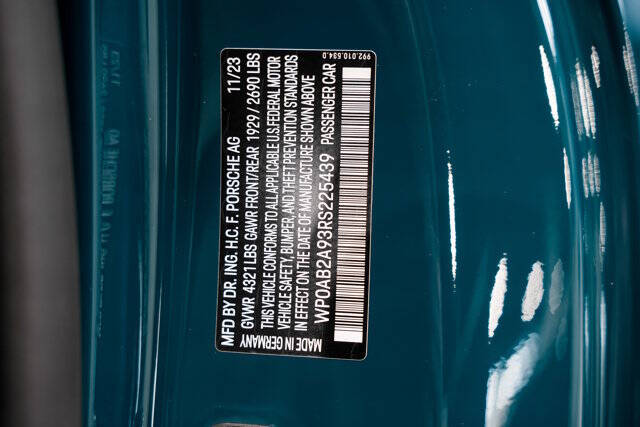 992.010.534.0
MFD BY DR. ING. H.C. F. PORSCHE AG 11/23
GVWR 4321 LBS GAWR FRONT/REAR 1929 / 2690 LBS
THIS VEHICLE CONFORMS TO ALL APPLICABLE U.S. FEDERAL MOTOR
VEHICLE SAFETY, BUMPER, AND THEFT PREVENTION STANDARDS
IN EFFECT ON THE DATE OF MANUFACTURE SHOWN ABOVE
MADE IN GERMANY WP0AB2A93RS225439 PASSENGER CAR